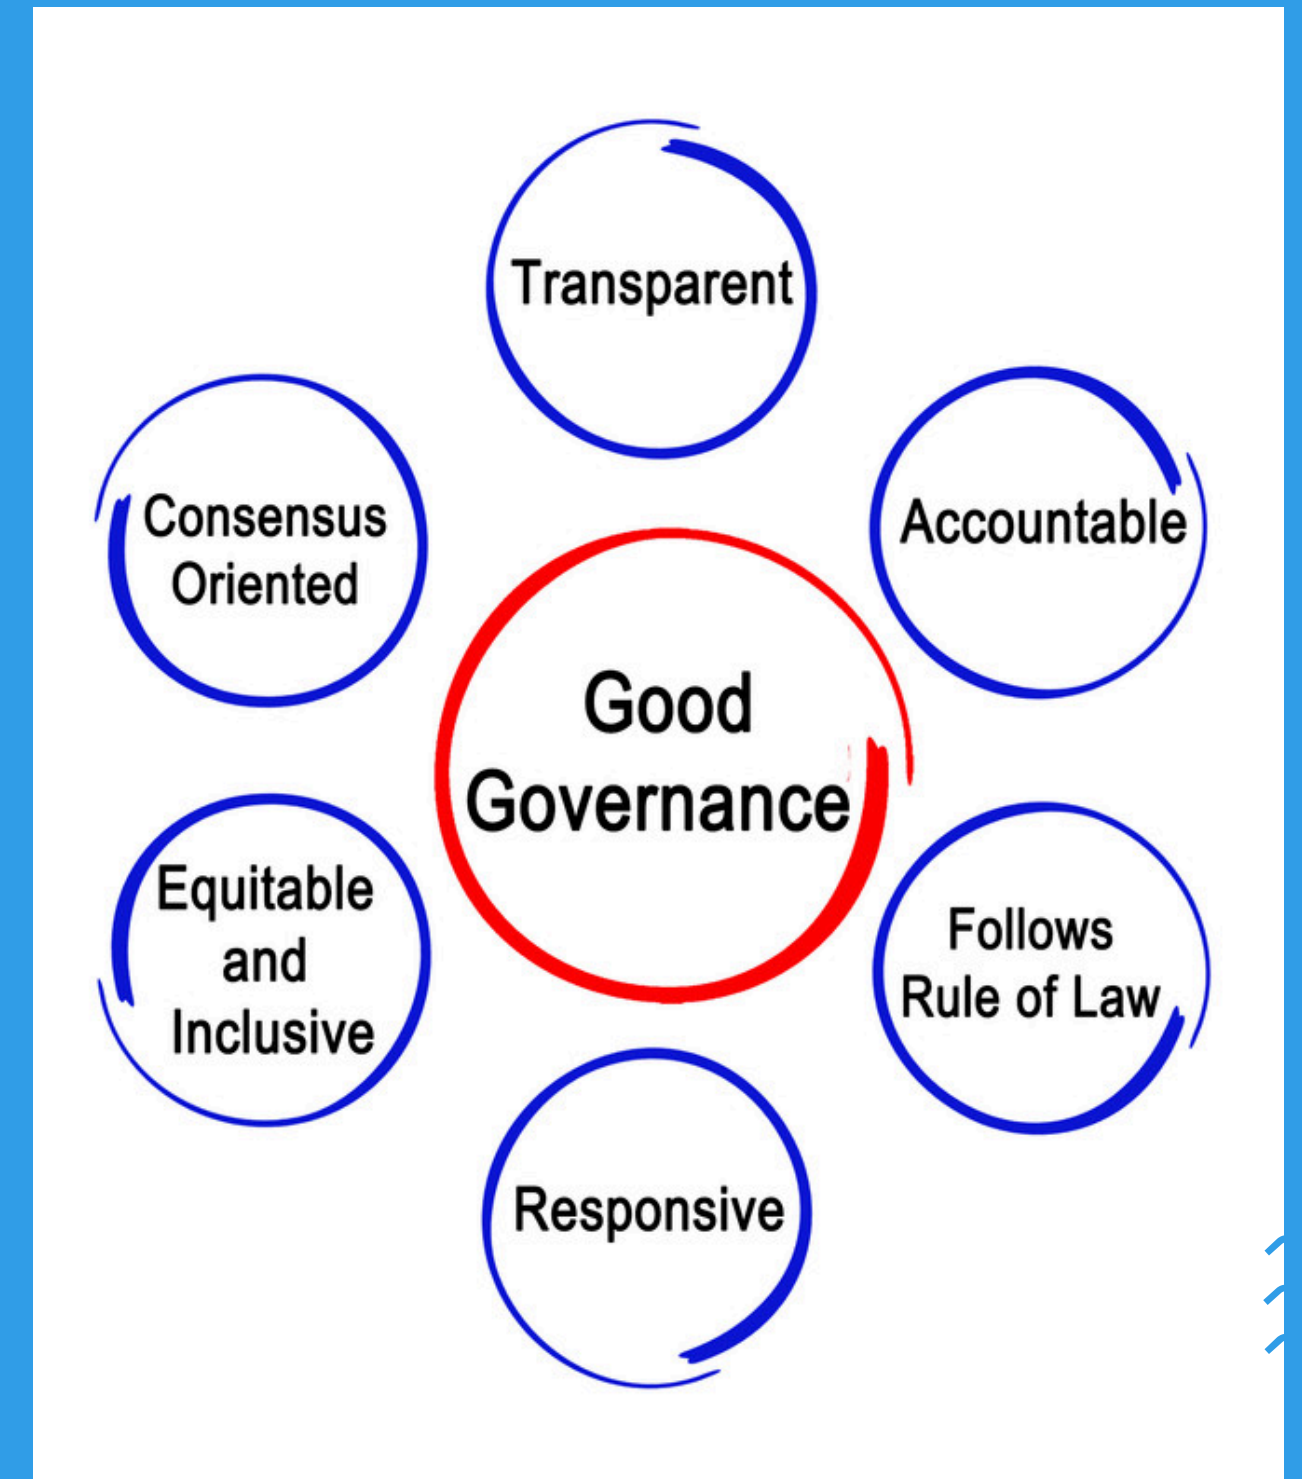 Transparent
Accountable
Follows
Rule of Law
Responsive
Equitable
and
Inclusive
Consensus
Oriented
Good
Governance